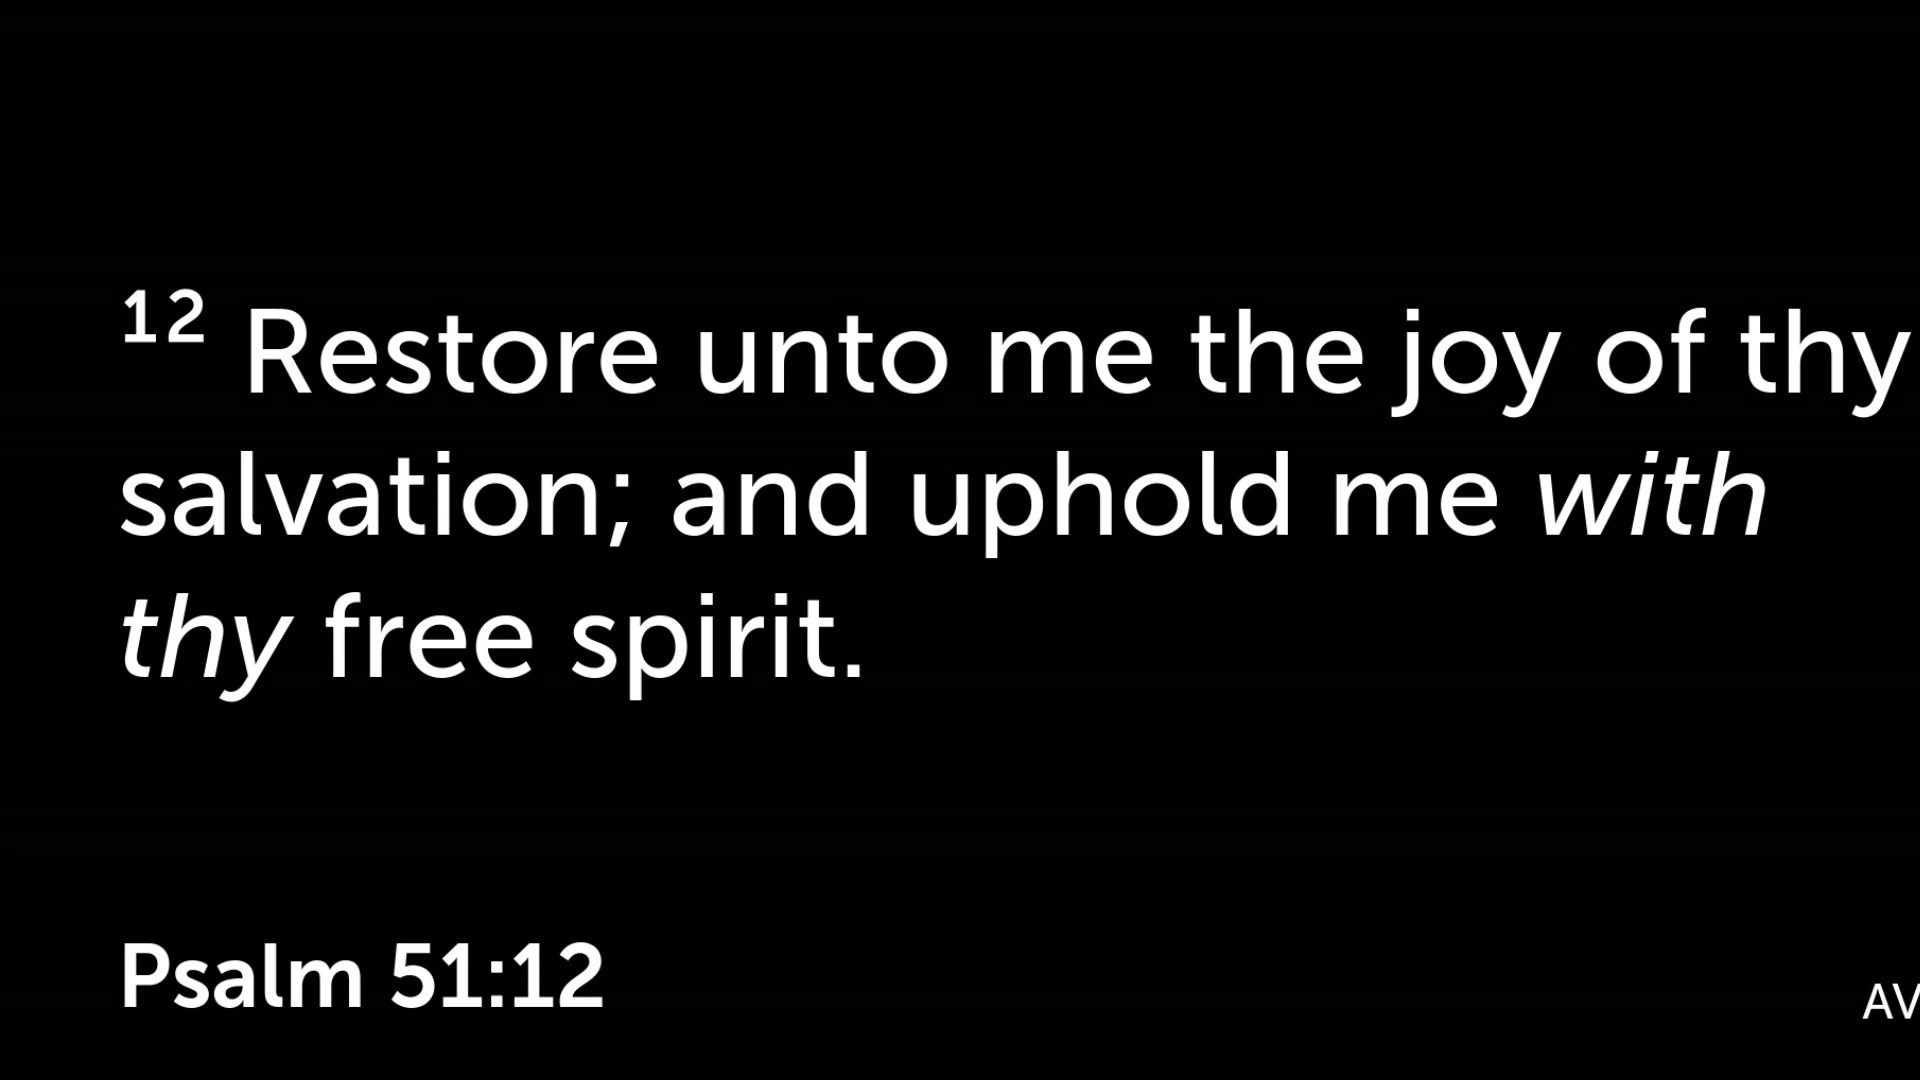 12 Restore unto me the joy of thy
salvation; and uphold me with
thy free spirit.
Psalm 51:12
AV